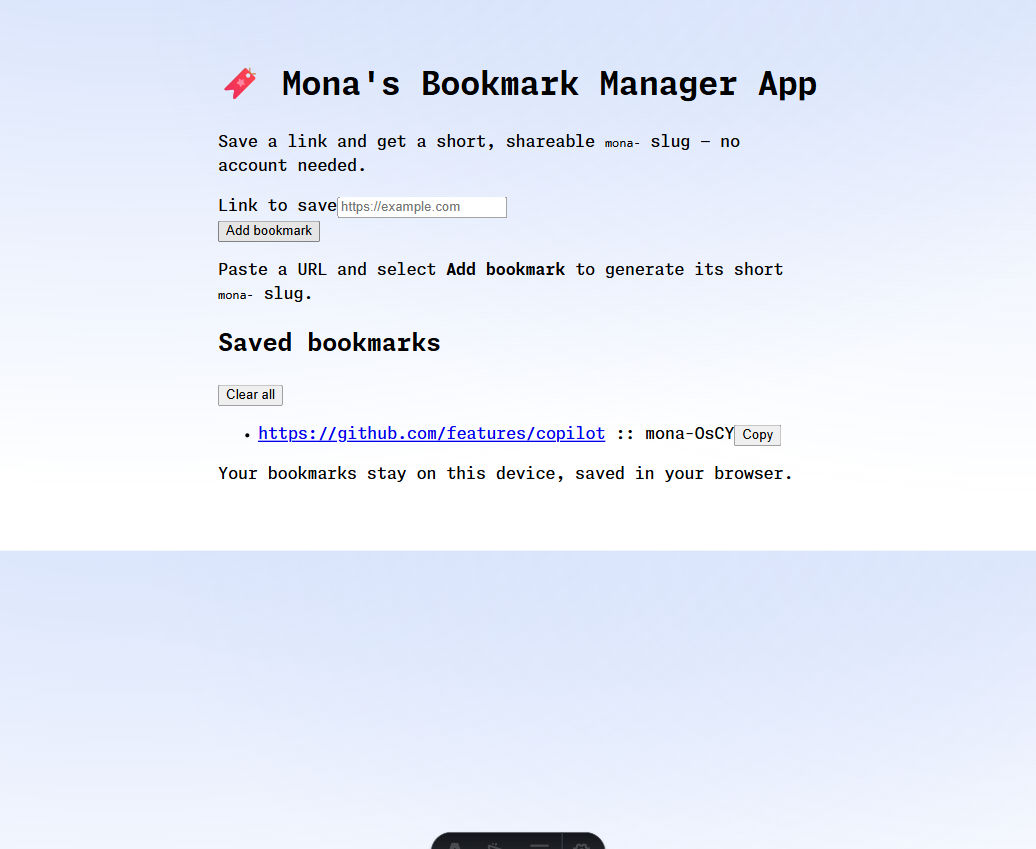 Mona's Bookmark Manager App
Save a link and get a short, shareable mona- slug — no
account needed.
Link to save https://example.com
Add bookmark
Paste a URL and select Add bookmark to generate its short
mona- slug.
Saved bookmarks
Clear all
• https://github.com/features/copilot :: mona-OsCY Copy
Your bookmarks stay on this device, saved in your browser.